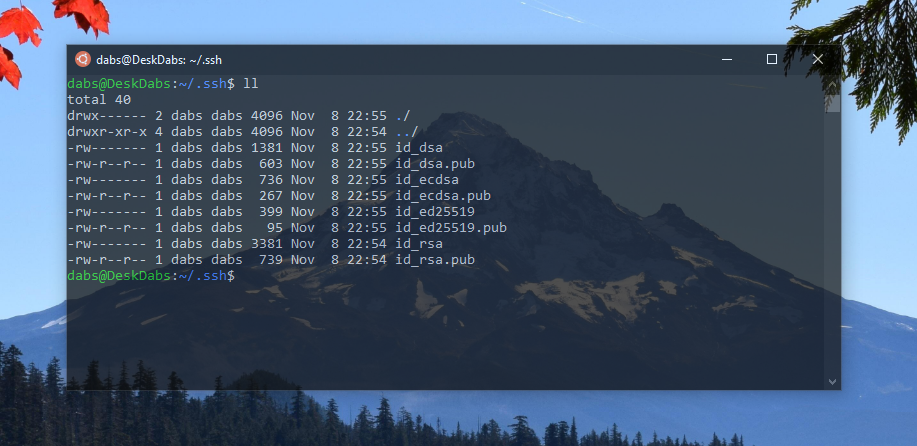 dabs@DeskDabs: ~/.ssh
dabs@DeskDabs:~/.ssh$ ll
total 40
drwx------ 2 dabs dabs 4096 Nov  8 22:55 ./
drwxr-xr-x 4 dabs dabs 4096 Nov  8 22:54 ../
-rw------- 1 dabs dabs 1381 Nov  8 22:55 id_dsa
-rw-r--r-- 1 dabs dabs  603 Nov  8 22:55 id_dsa.pub
-rw------- 1 dabs dabs  736 Nov  8 22:55 id_ecdsa
-rw-r--r-- 1 dabs dabs  267 Nov  8 22:55 id_ecdsa.pub
-rw------- 1 dabs dabs  399 Nov  8 22:55 id_ed25519
-rw-r--r-- 1 dabs dabs   95 Nov  8 22:55 id_ed25519.pub
-rw------- 1 dabs dabs 3381 Nov  8 22:54 id_rsa
-rw-r--r-- 1 dabs dabs  739 Nov  8 22:54 id_rsa.pub
dabs@DeskDabs:~/.ssh$